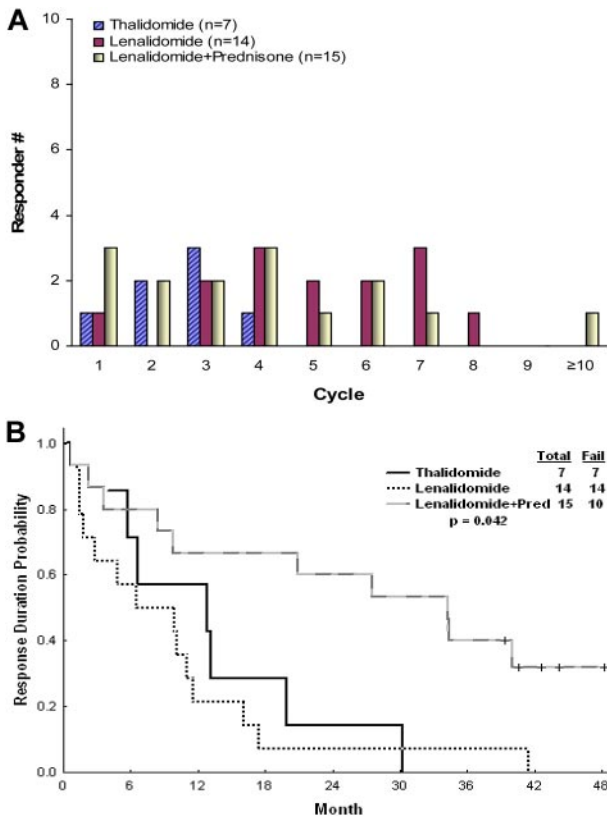 A
Thalidomide (n=7)
Lenalidomide (n=14)
Lenalidomide+Prednisone (n=15)
Responder #
10
8
6
4
2
0
1 2 3 4 5 6 7 8 9 ≥10
Cycle
B
Total Fail
Thalidomide 7 7
Lenalidomide 14 14
Lenalidomide+Pred 15 10
p = 0.042
Response Duration Probability
1.0
0.8
0.6
0.4
0.2
0.0
0 6 12 18 24 30 36 42 48
Month